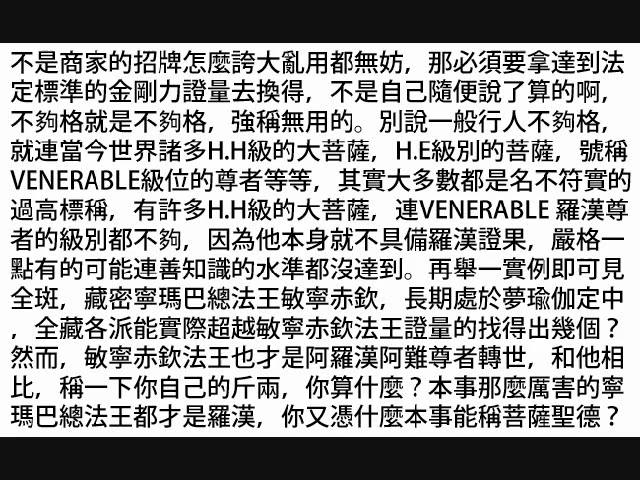 不是商家的招牌怎麼誇大亂用都無妨，那必須要拿達到法
定標準的金剛力證量去換得，不是自己隨便說了算的啊，
不夠格就是不夠格，強稱無用的。別說一般行人不夠格，
就連當今世界諸多H.H級的大菩薩，H.E級別的菩薩，號稱
VENERABLE級位的尊者等等，其實大多數都是名不符實的
過高標稱，有許多H.H級的大菩薩，連VENERABLE 羅漢尊
者的級別都不夠，因為他本身就不具備羅漢證果，嚴格一
點有的可能連善知識的水準都沒達到。再舉一實例即可見
全斑，藏密寧瑪巴總法王敏寧赤欽，長期處於夢瑜伽定中
，全藏各派能實際超越敏寧赤欽法王證量的找得出幾個？
然而，敏寧赤欽法王也才是阿羅漢阿難尊者轉世，和他相
比，稱一下你自己的斤兩，你算什麼？本事那麼厲害的寧
瑪巴總法王都才是羅漢，你又憑什麼本事能稱菩薩聖德？